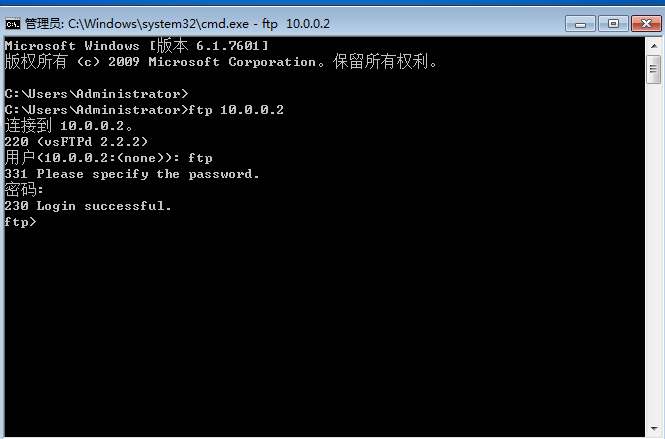 管理员: C:\Windows\system32\cmd.exe - ftp  10.0.0.2
Microsoft Windows [版本 6.1.7601]
版权所有 (c) 2009 Microsoft Corporation。保留所有权利。
C:\Users\Administrator>
C:\Users\Administrator>ftp 10.0.0.2
连接到 10.0.0.2。
220 (vsFTPd 2.2.2)
用户(10.0.0.2:(none)): ftp
331 Please specify the password.
密码:
230 Login successful.
ftp>